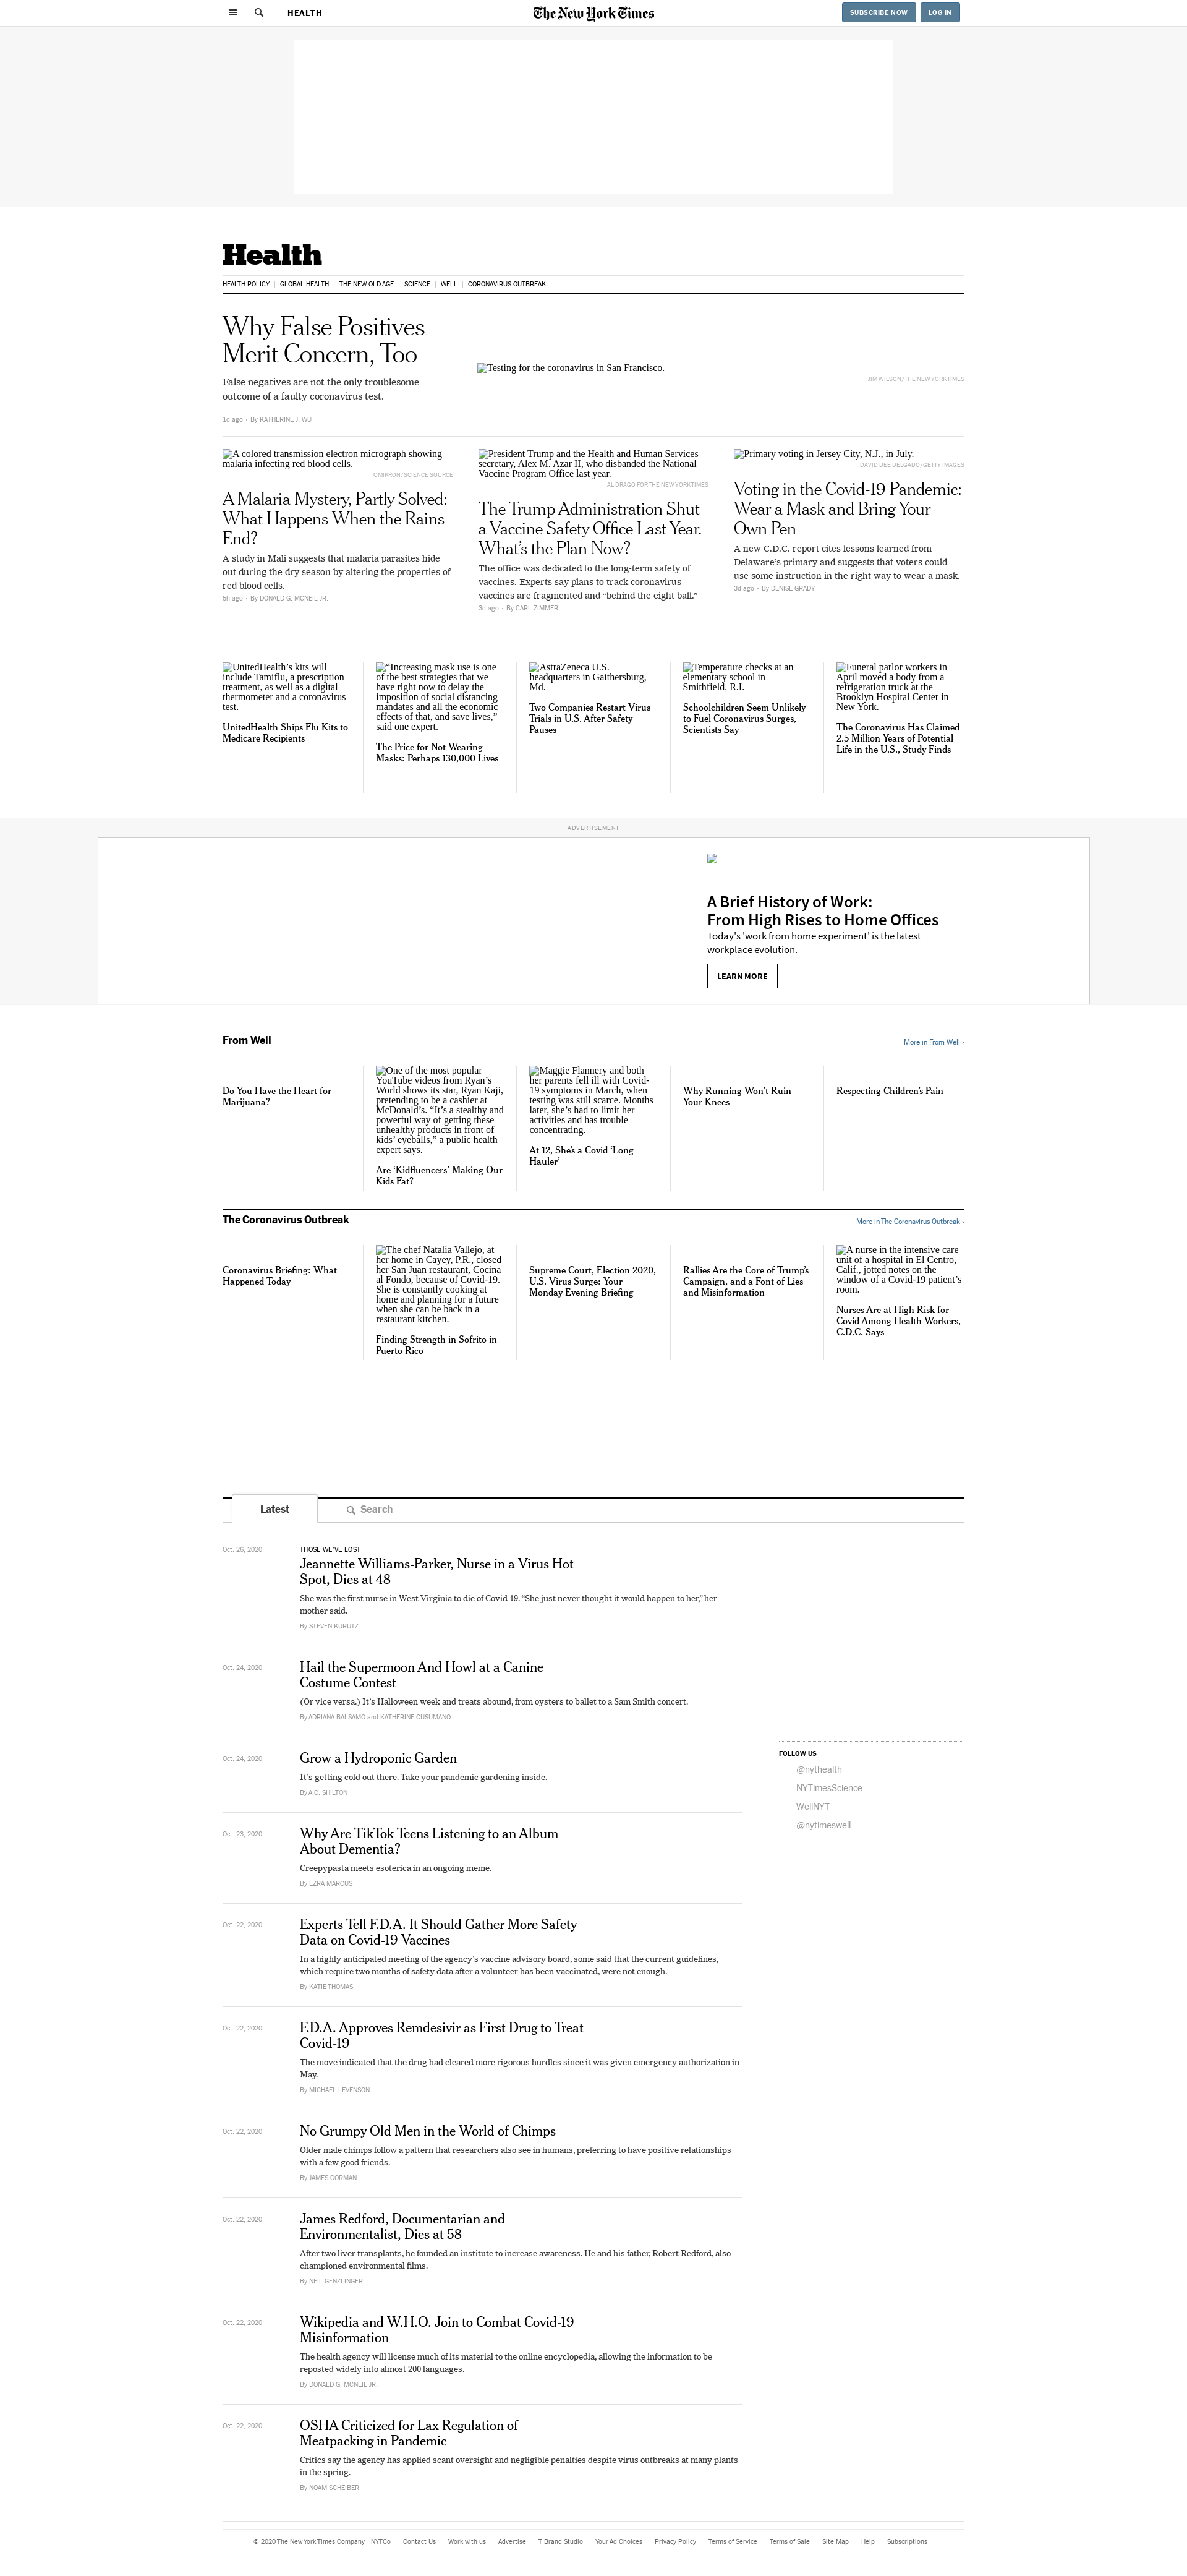 HEALTH
The New York Times
SUBSCRIBE NOW
LOG IN
Health
HEALTH POLICY | GLOBAL HEALTH | THE NEW OLD AGE | SCIENCE | WELL | CORONAVIRUS OUTBREAK
Why False Positives
Merit Concern, Too
False negatives are not the only troublesome
outcome of a faulty coronavirus test.
1d ago • By KATHERINE J. WU
Testing for the coronavirus in San Francisco.
JIM WILSON/THE NEW YORK TIMES
A colored transmission electron micrograph showing
malaria infecting red blood cells.
OMIKRON/SCIENCE SOURCE
A Malaria Mystery, Partly Solved:
What Happens When the Rains
End?
A study in Mali suggests that malaria parasites hide
out during the dry season by altering the properties of
red blood cells.
5h ago • By DONALD G. MCNEIL JR.
President Trump and the Health and Human Services
secretary, Alex M. Azar II, who disbanded the National
Vaccine Program Office last year.
AL DRAGO FOR THE NEW YORK TIMES
The Trump Administration Shut
a Vaccine Safety Office Last Year.
What’s the Plan Now?
The office was dedicated to the long-term safety of
vaccines. Experts say plans to track coronavirus
vaccines are fragmented and “behind the eight ball.”
3d ago • By CARL ZIMMER
Primary voting in Jersey City, N.J., in July.
DAVID DEE DELGADO/GETTY IMAGES
Voting in the Covid-19 Pandemic:
Wear a Mask and Bring Your
Own Pen
A new C.D.C. report cites lessons learned from
Delaware’s primary and suggests that voters could
use some instruction in the right way to wear a mask.
3d ago • By DENISE GRADY
UnitedHealth’s kits will
include Tamiflu, a prescription
treatment, as well as a digital
thermometer and a coronavirus
test.
UnitedHealth Ships Flu Kits to
Medicare Recipients
“Increasing mask use is one
of the best strategies that we
have right now to delay the
imposition of social distancing
mandates and all the economic
effects of that, and save lives,”
said one expert.
The Price for Not Wearing
Masks: Perhaps 130,000 Lives
AstraZeneca U.S.
headquarters in Gaithersburg,
Md.
Two Companies Restart Virus
Trials in U.S. After Safety
Pauses
Temperature checks at an
elementary school in
Smithfield, R.I.
Schoolchildren Seem Unlikely
to Fuel Coronavirus Surges,
Scientists Say
Funeral parlor workers in
April moved a body from a
refrigeration truck at the
Brooklyn Hospital Center in
New York.
The Coronavirus Has Claimed
2.5 Million Years of Potential
Life in the U.S., Study Finds
ADVERTISEMENT
A Brief History of Work:
From High Rises to Home Offices
Today's 'work from home experiment' is the latest
workplace evolution.
LEARN MORE
From Well
More in From Well ›
Do You Have the Heart for
Marijuana?
One of the most popular
YouTube videos from Ryan’s
World shows its star, Ryan Kaji,
pretending to be a cashier at
McDonald’s. “It’s a stealthy and
powerful way of getting these
unhealthy products in front of
kids’ eyeballs,” a public health
expert says.
Are ‘Kidfluencers’ Making Our
Kids Fat?
Maggie Flannery and both
her parents fell ill with Covid-
19 symptoms in March, when
testing was still scarce. Months
later, she’s had to limit her
activities and has trouble
concentrating.
At 12, She’s a Covid ‘Long
Hauler’
Why Running Won’t Ruin
Your Knees
Respecting Children’s Pain
The Coronavirus Outbreak
More in The Coronavirus Outbreak ›
Coronavirus Briefing: What
Happened Today
The chef Natalia Vallejo, at
her home in Cayey, P.R., closed
her San Juan restaurant, Cocina
al Fondo, because of Covid-19.
She is constantly cooking at
home and planning for a future
when she can be back in a
restaurant kitchen.
Finding Strength in Sofrito in
Puerto Rico
Supreme Court, Election 2020,
U.S. Virus Surge: Your
Monday Evening Briefing
Rallies Are the Core of Trump’s
Campaign, and a Font of Lies
and Misinformation
A nurse in the intensive care
unit of a hospital in El Centro,
Calif., jotted notes on the
window of a Covid-19 patient’s
room.
Nurses Are at High Risk for
Covid Among Health Workers,
C.D.C. Says
Latest
Search
Oct. 26, 2020
THOSE WE’VE LOST
Jeannette Williams-Parker, Nurse in a Virus Hot
Spot, Dies at 48
She was the first nurse in West Virginia to die of Covid-19. “She just never thought it would happen to her,” her
mother said.
By STEVEN KURUTZ
Oct. 24, 2020
Hail the Supermoon And Howl at a Canine
Costume Contest
(Or vice versa.) It’s Halloween week and treats abound, from oysters to ballet to a Sam Smith concert.
By ADRIANA BALSAMO and KATHERINE CUSUMANO
Oct. 24, 2020
Grow a Hydroponic Garden
It’s getting cold out there. Take your pandemic gardening inside.
By A.C. SHILTON
Oct. 23, 2020
Why Are TikTok Teens Listening to an Album
About Dementia?
Creepypasta meets esoterica in an ongoing meme.
By EZRA MARCUS
Oct. 22, 2020
Experts Tell F.D.A. It Should Gather More Safety
Data on Covid-19 Vaccines
In a highly anticipated meeting of the agency’s vaccine advisory board, some said that the current guidelines,
which require two months of safety data after a volunteer has been vaccinated, were not enough.
By KATIE THOMAS
Oct. 22, 2020
F.D.A. Approves Remdesivir as First Drug to Treat
Covid-19
The move indicated that the drug had cleared more rigorous hurdles since it was given emergency authorization in
May.
By MICHAEL LEVENSON
Oct. 22, 2020
No Grumpy Old Men in the World of Chimps
Older male chimps follow a pattern that researchers also see in humans, preferring to have positive relationships
with a few good friends.
By JAMES GORMAN
Oct. 22, 2020
James Redford, Documentarian and
Environmentalist, Dies at 58
After two liver transplants, he founded an institute to increase awareness. He and his father, Robert Redford, also
championed environmental films.
By NEIL GENZLINGER
Oct. 22, 2020
Wikipedia and W.H.O. Join to Combat Covid-19
Misinformation
The health agency will license much of its material to the online encyclopedia, allowing the information to be
reposted widely into almost 200 languages.
By DONALD G. MCNEIL JR.
Oct. 22, 2020
OSHA Criticized for Lax Regulation of
Meatpacking in Pandemic
Critics say the agency has applied scant oversight and negligible penalties despite virus outbreaks at many plants
in the spring.
By NOAM SCHEIBER
FOLLOW US
@nythealth
NYTimesScience
WellNYT
@nytimeswell
© 2020 The New York Times Company NYTCo Contact Us Work with us Advertise T Brand Studio Your Ad Choices Privacy Policy Terms of Service Terms of Sale Site Map Help Subscriptions